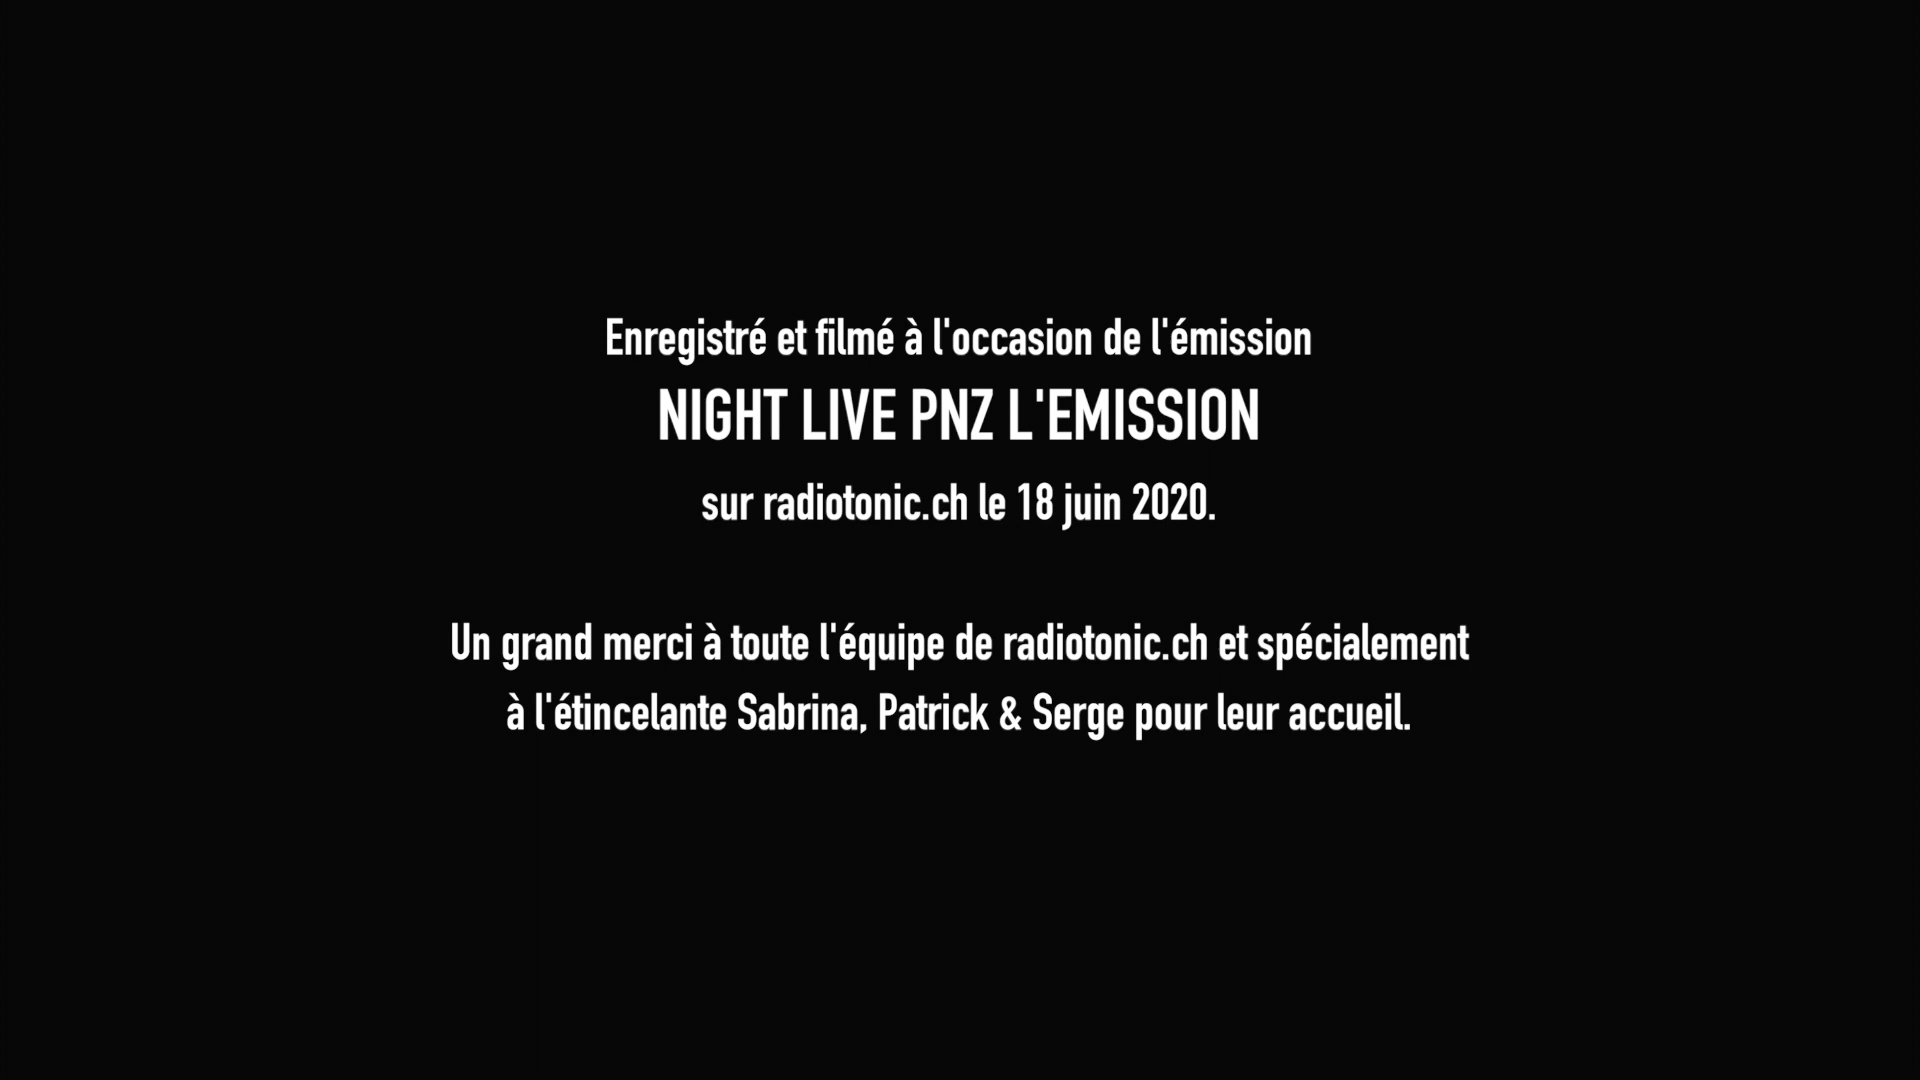 Enregistré et filmé à l'occasion de l'émission
NIGHT LIVE PNZ L'EMISSION
sur radiotonic.ch le 18 juin 2020.
Un grand merci à toute l'équipe de radiotonic.ch et spécialement
à l'étincelante Sabrina, Patrick & Serge pour leur accueil.